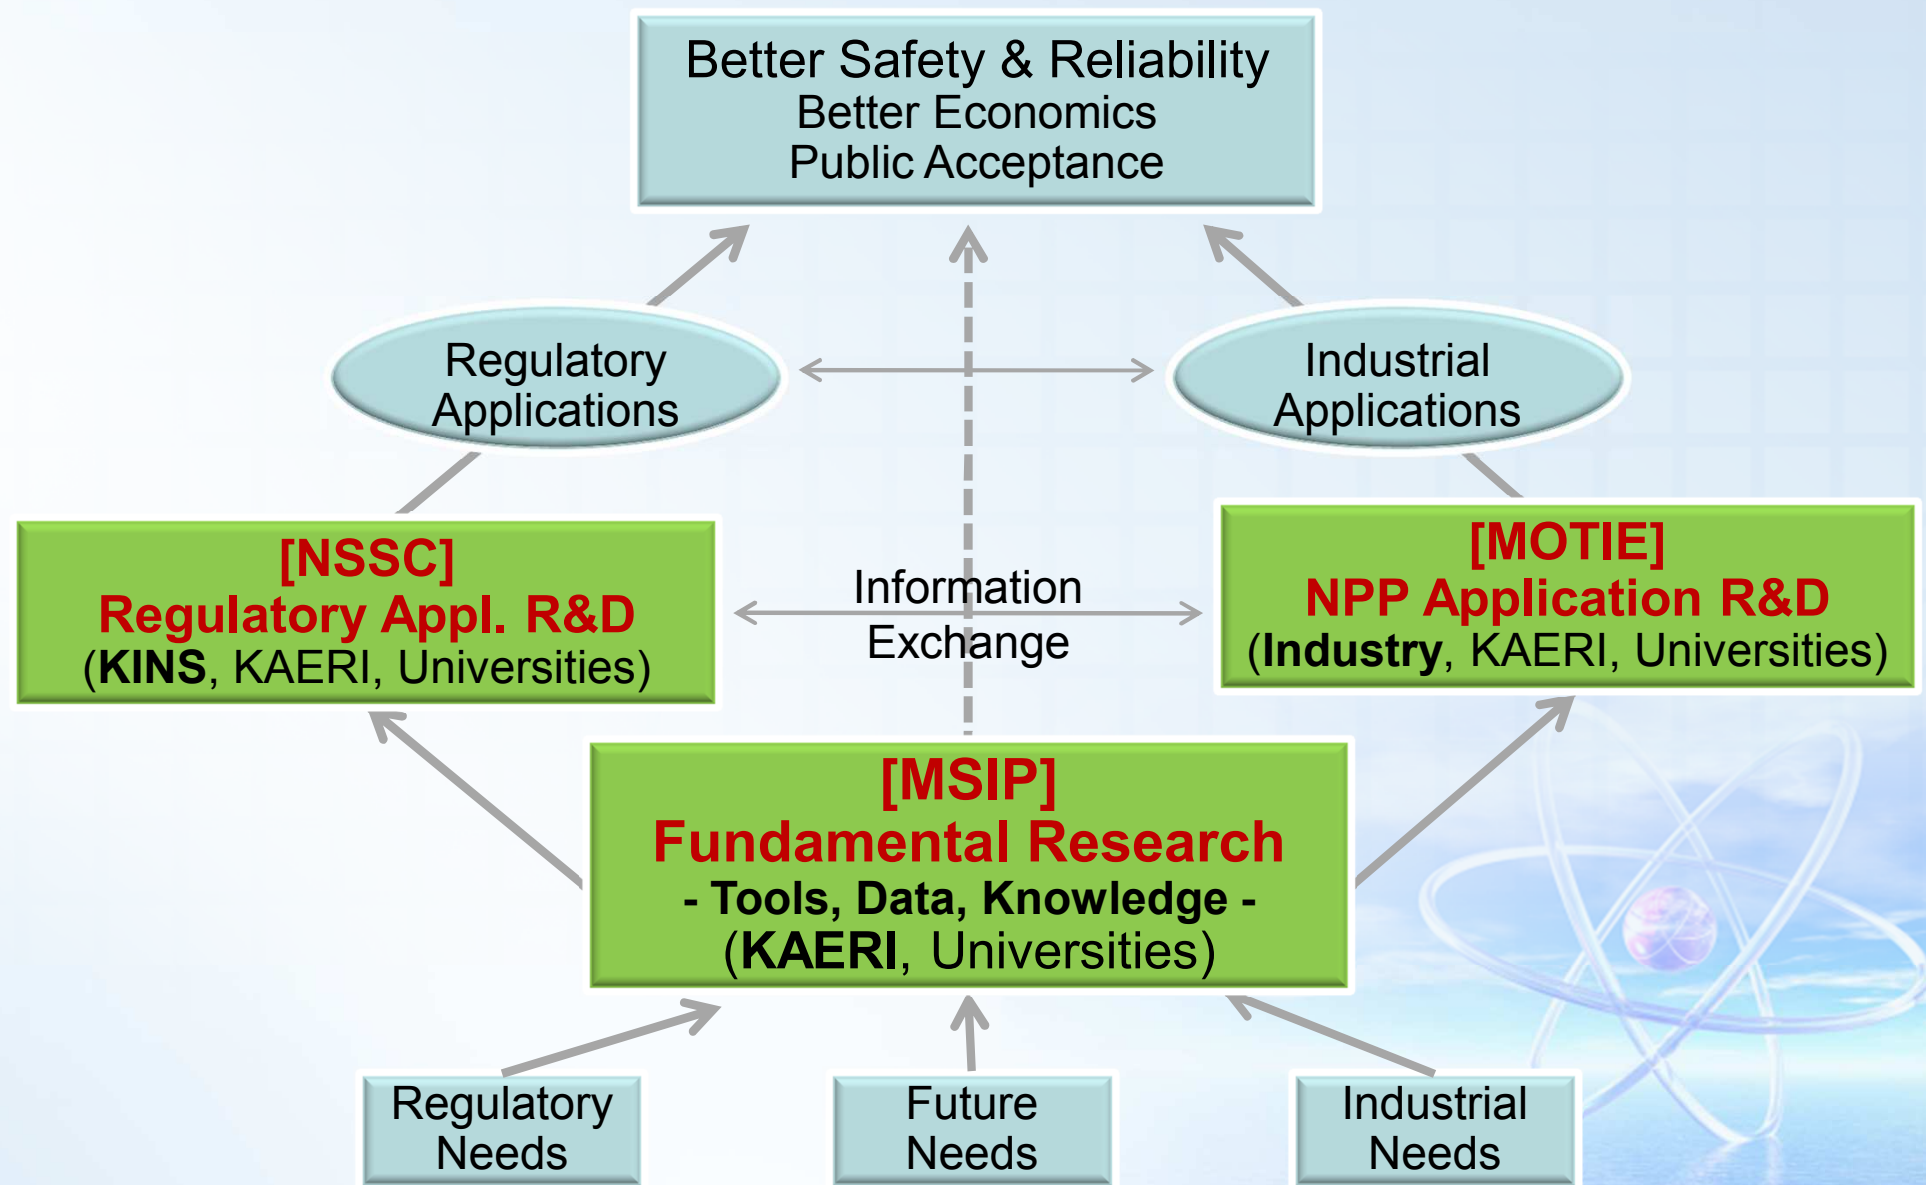 Better Safety & Reliability
Better Economics
Public Acceptance
Regulatory
Applications
Industrial
Applications
[NSSC]
Regulatory Appl. R&D
(KINS, KAERI, Universities)
Information
Exchange
[MOTIE]
NPP Application R&D
(Industry, KAERI, Universities)
[MSIP]
Fundamental Research
- Tools, Data, Knowledge -
(KAERI, Universities)
Regulatory
Needs
Future
Needs
Industrial
Needs